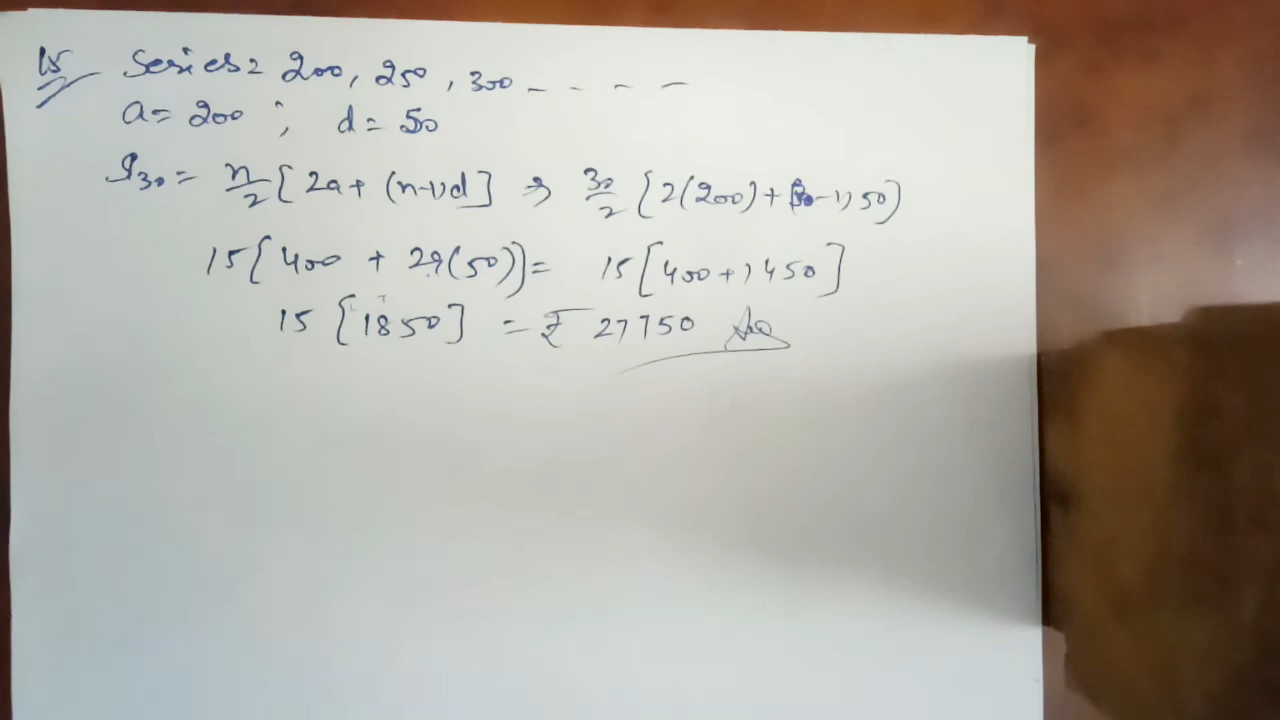 15 Series = 200, 250, 300 - - - -
a = 200 ; d = 50
S30 = n/2 [2a + (n-1)d] ⇒ 30/2 [2(200) + (30-1)50]
15[400 + 29(50)] = 15[400+1450]
15 [1850] = ₹ 27750 Ans